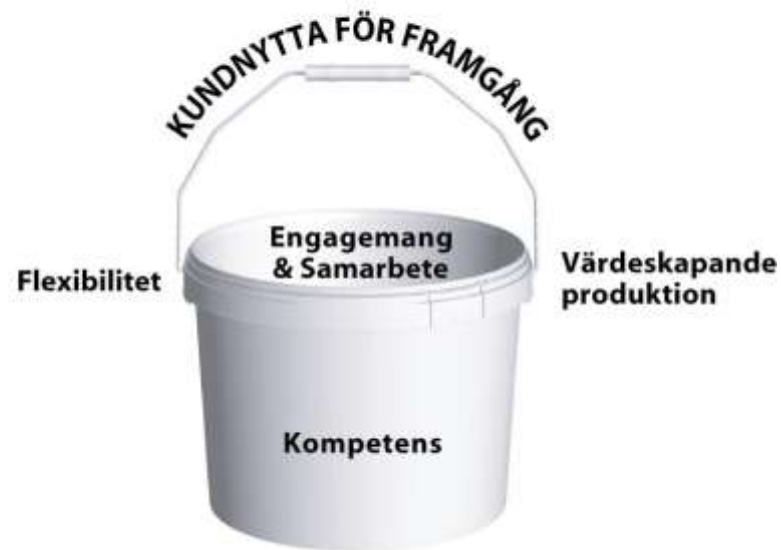 KUNDNYTTA FÖR FRAMGÅNG
Engagemang
& Samarbete
Flexibilitet
Värdeskapande
produktion
Kompetens